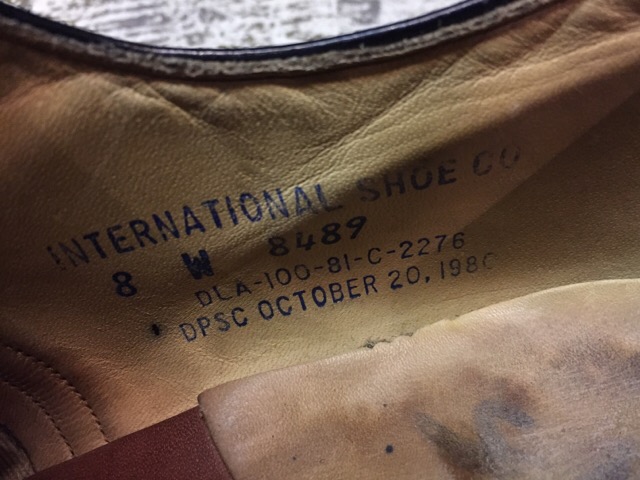 INTERNATIONAL SHOE CO
8 W 8489
DLA-100-81-C-2276
DPSC OCTOBER 20, 1980